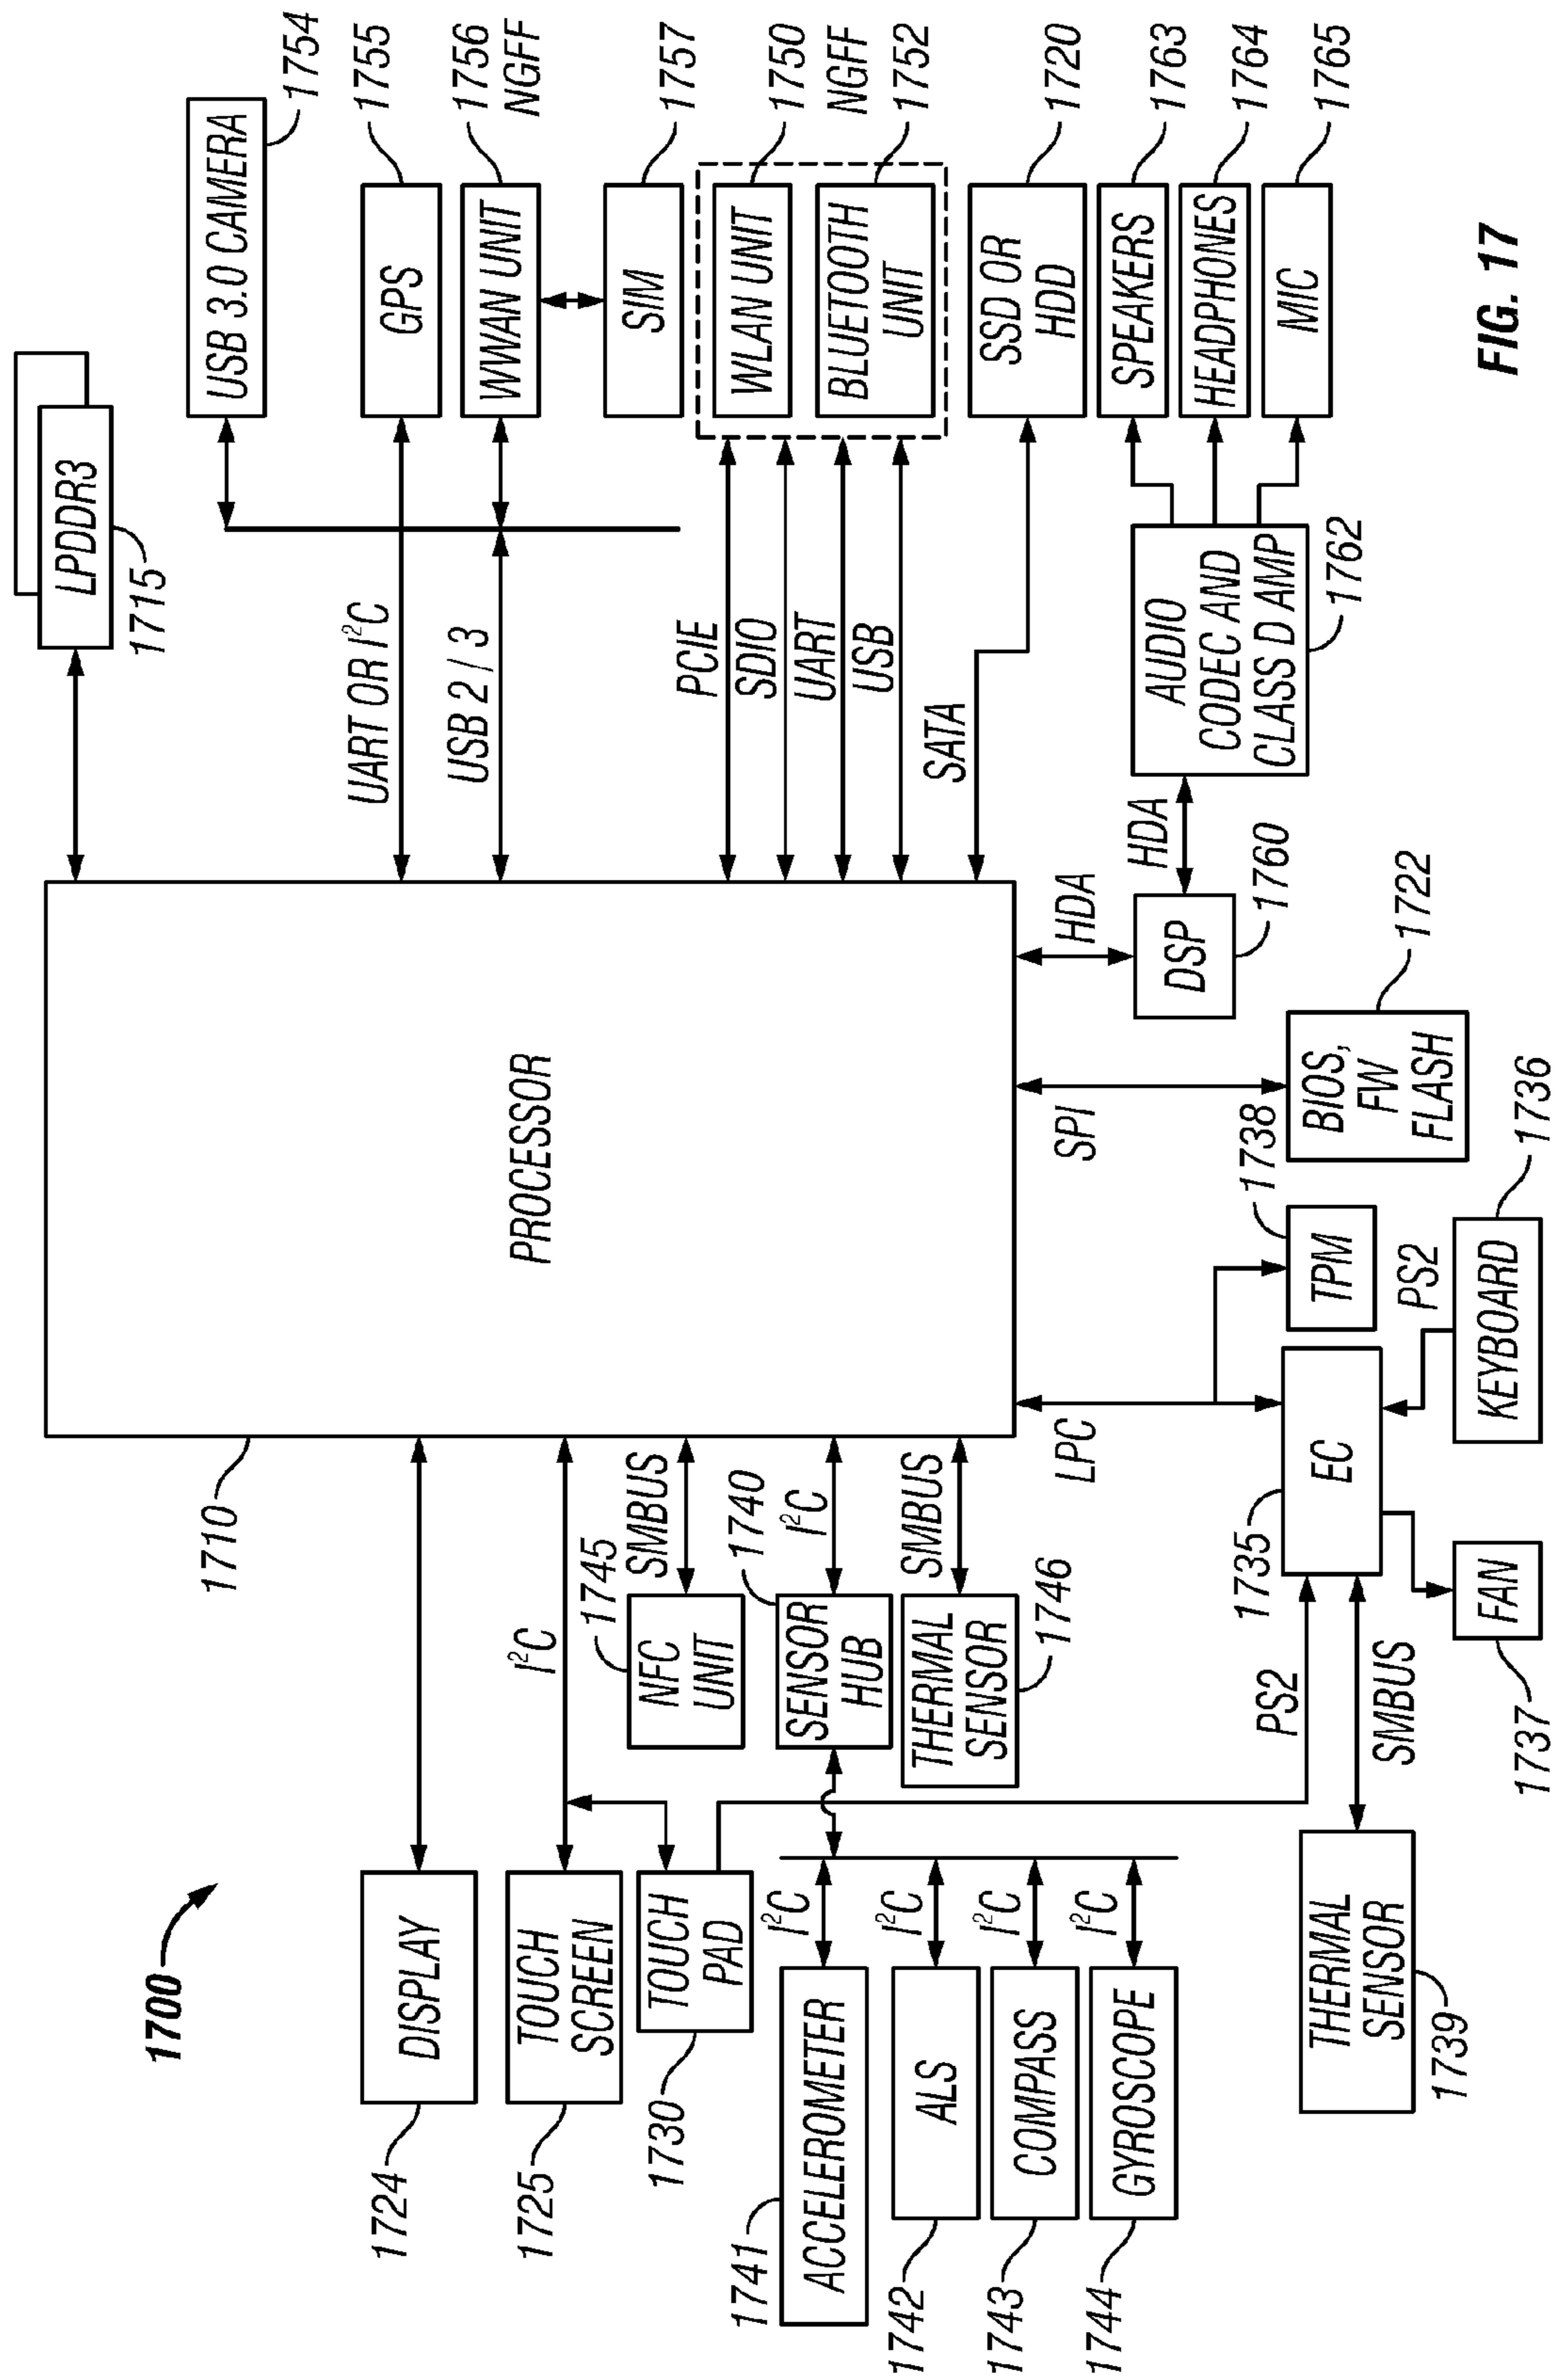 1700
LPDDR3
1715
1710
PROCESSOR
USB 3.0 CAMERA
1754
DISPLAY
1724
UART OR I²C
GPS
1755
I²C
TOUCH
SCREEN
1725
USB 2 / 3
WWAN UNIT
1756
NGFF
SIM
1757
TOUCH
PAD
1730
NFC
UNIT
1745
SMBUS
PCIE
SDIO
UART
USB
WLAN UNIT
1750
NGFF
BLUETOOTH
UNIT
1752
SENSOR
HUB
1740
I²C
THERMAL
SENSOR
1746
SMBUS
SATA
SSD OR
HDD
1720
ACCELEROMETER
1741
I²C
ALS
1742
I²C
COMPASS
1743
I²C
GYROSCOPE
1744
I²C
LPC
SPI
HDA
DSP
1760
HDA
AUDIO
CODEC AND
CLASS D AMP
1762
SPEAKERS
1763
HEADPHONES
1764
MIC
1765
PS2
THERMAL
SENSOR
1739
SMBUS
EC
1735
TPM
1738
BIOS,
FW
FLASH
1722
FAN
1737
PS2
KEYBOARD
1736
FIG. 17